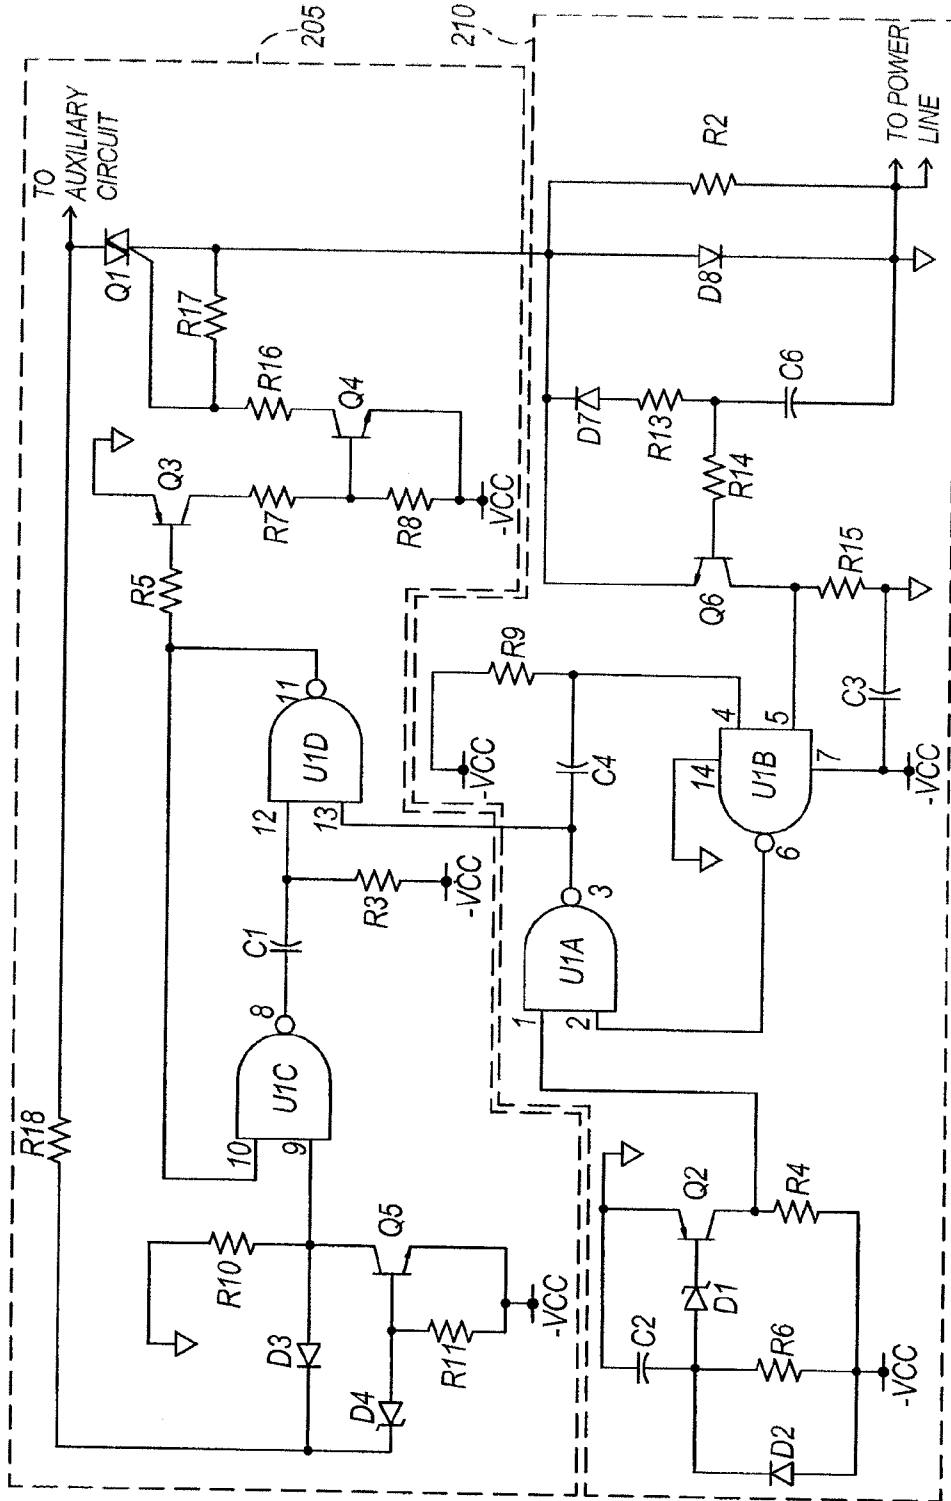 205
210
TO
AUXILIARY
CIRCUIT
Q1
R17
R16
Q4
Q3
R7
R8
-VCC
R5
11
U1D
12
13
C1
R3
-VCC
8
U1C
10
9
R18
R10
D3
Q5
D4
R11
-VCC
TO POWER
LINE
R2
D8
D7
R13
C6
R14
Q6
R15
R9
-VCC
C4
4
5
14
U1B
7
6
C3
-VCC
3
U1A
1
2
Q2
R4
C2
D1
R6
D2
-VCC